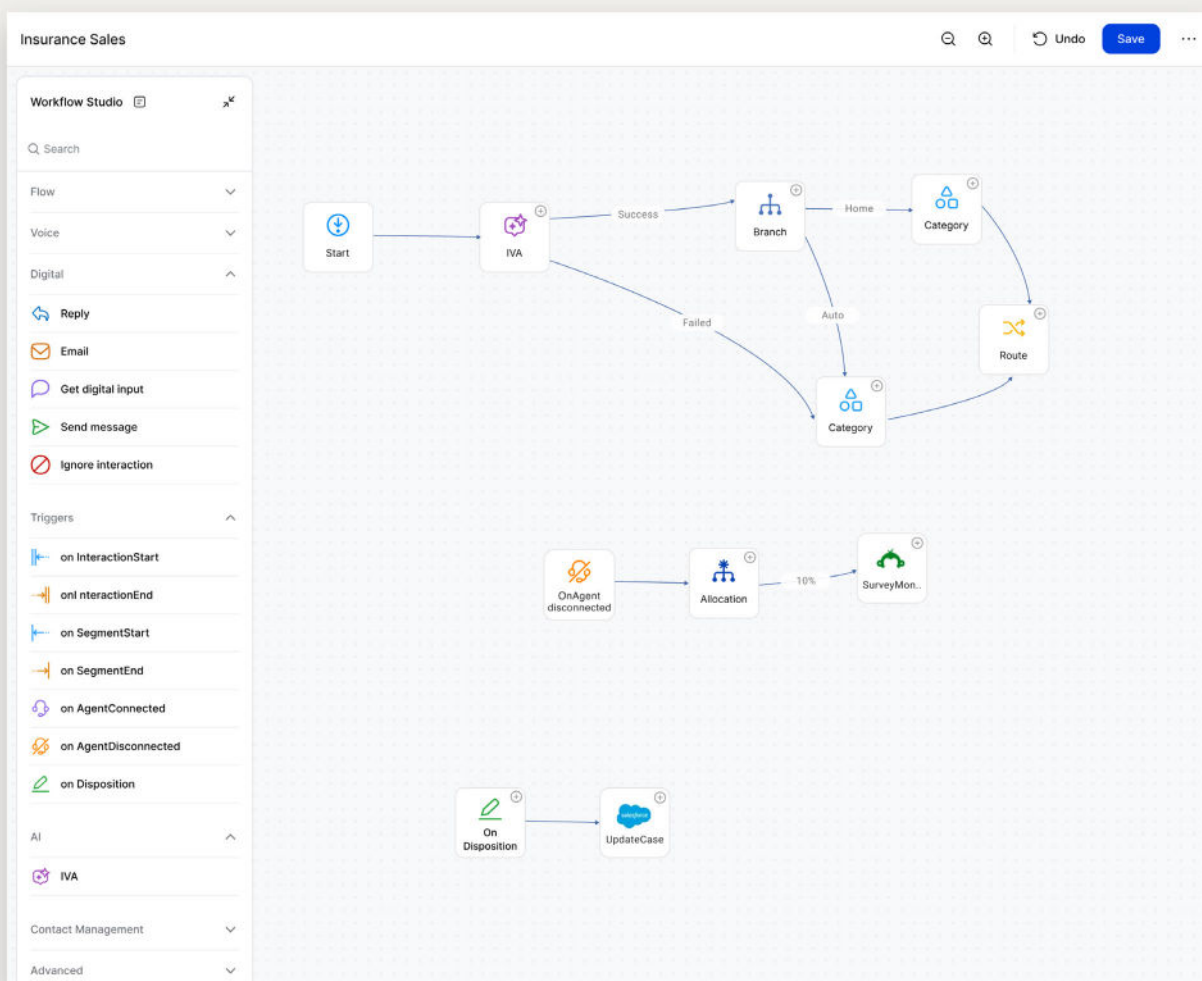 Insurance Sales
Undo
Save
Workflow Studio
Search
Flow
Voice
Digital
Reply
Email
Get digital input
Send message
Ignore interaction
Triggers
on InteractionStart
onI nteractionEnd
on SegmentStart
on SegmentEnd
on AgentConnected
on AgentDisconnected
on Disposition
AI
IVA
Contact Management
Advanced
Start
IVA
Success
Failed
Branch
Home
Auto
Category
Category
Route
OnAgent
disconnected
Allocation
10%
SurveyMon..
On
Disposition
salesforce
UpdateCase